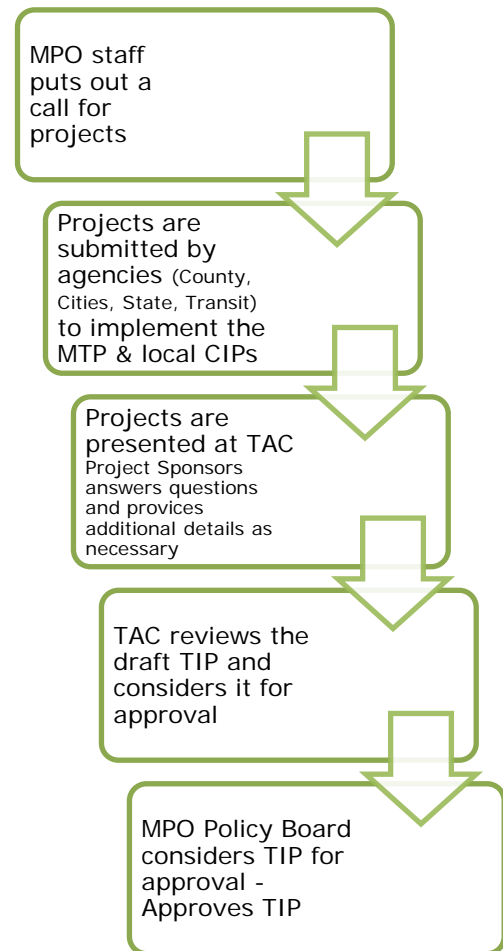 MPO staff
puts out a
call for
projects
Projects are
submitted by
agencies (County,
Cities, State, Transit)
to implement the
MTP & local CIPs
Projects are
presented at TAC
Project Sponsors
answers questions
and provices
additional details as
necessary
TAC reviews the
draft TIP and
considers it for
approval
MPO Policy Board
considers TIP for
approval -
Approves TIP